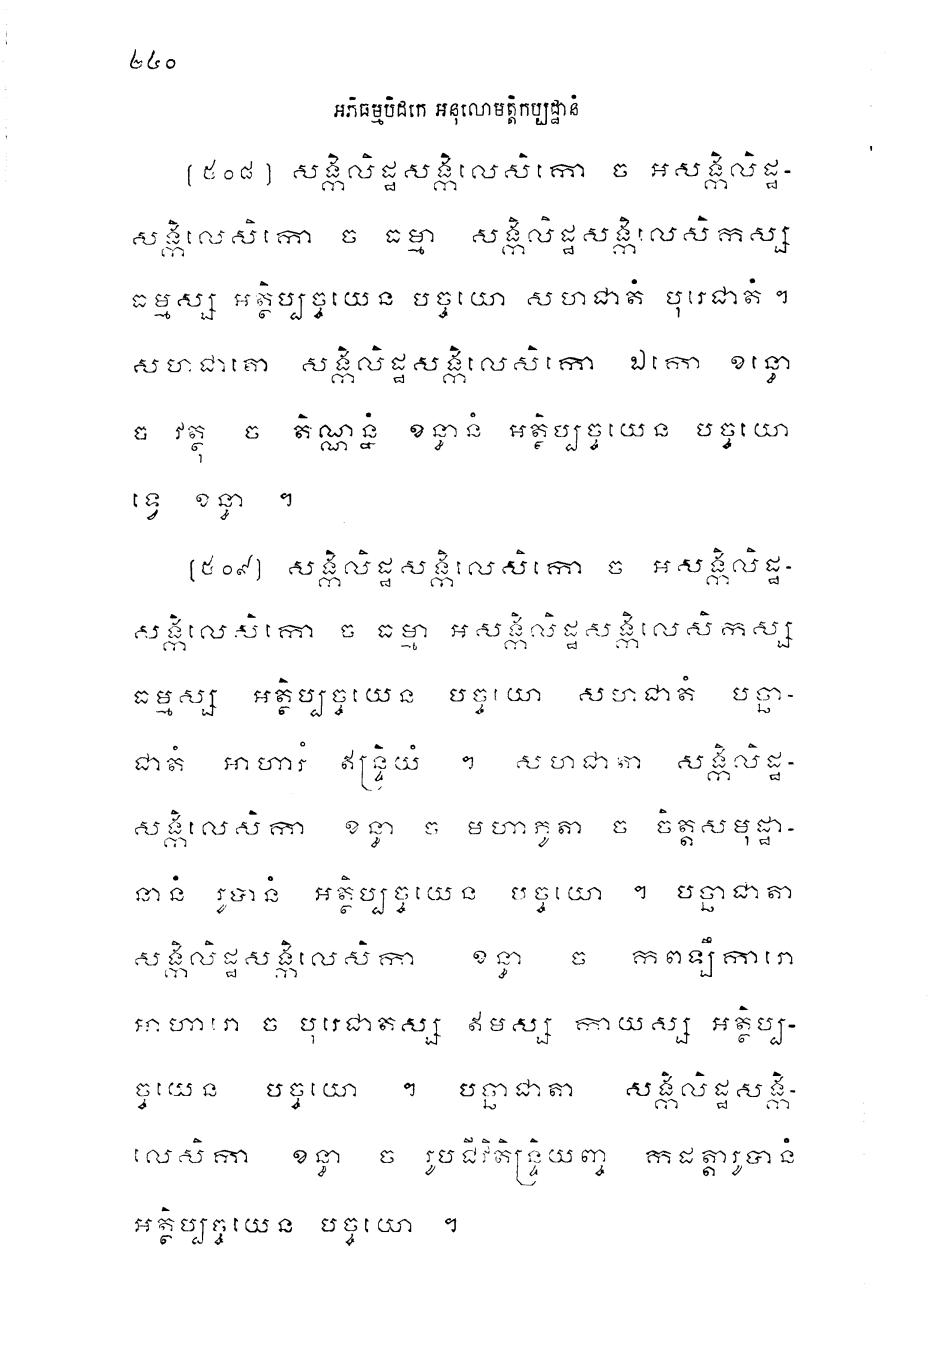 ២៤០
អភិធម្មបិដកេ អនុលោមត្តិកប្បដ្ឋានំ
[៥០៨] សង្កិលិដ្ឋសង្កិលេសិកោ ច អសង្កិលិដ្ឋ-
សង្កិលេសិកោ ច ធម្មា សង្កិលិដ្ឋសង្កិលេសិកស្ស
ធម្មស្ស អត្ថិប្បច្ចយេន បច្ចយោ សហជាតំ បុរេជាតំ ។
សហជាតោ សង្កិលិដ្ឋសង្កិលេសិកោ ឯកោ ខន្ធោ
ច វត្ថុ ច តិណ្ណន្នំ ខន្ធានំ អត្ថិប្បច្ចយេន បច្ចយោ
ទ្វេ ខន្ធា ។
[៥០៩] សង្កិលិដ្ឋសង្កិលេសិកោ ច អសង្កិលិដ្ឋ-
សង្កិលេសិកោ ច ធម្មា អសង្កិលិដ្ឋសង្កិលេសិកស្ស
ធម្មស្ស អត្ថិប្បច្ចយេន បច្ចយោ សហជាតំ បច្ឆា-
ជាតំ អាហារំ ឥន្ទ្រិយំ ។ សហជាតា សង្កិលិដ្ឋ-
សង្កិលេសិកា ខន្ធា ច មហាភូតា ច ចិត្តសមុដ្ឋា-
នានំ រូបានំ អត្ថិប្បច្ចយេន បច្ចយោ ។ បច្ឆាជាតា
សង្កិលិដ្ឋសង្កិលេសិកា ខន្ធា ច កពឡឹការោ
អាហារោ ច បុរេជាតស្ស ឥមស្ស កាយស្ស អត្ថិប្ប-
ច្ចយេន បច្ចយោ ។ បច្ឆាជាតា សង្កិលិដ្ឋសង្កិ-
លេសិកា ខន្ធា ច រូបជីវិតិន្ទ្រិយញ្ច កដត្តារូបានំ
អត្ថិប្បច្ចយេន បច្ចយោ ។